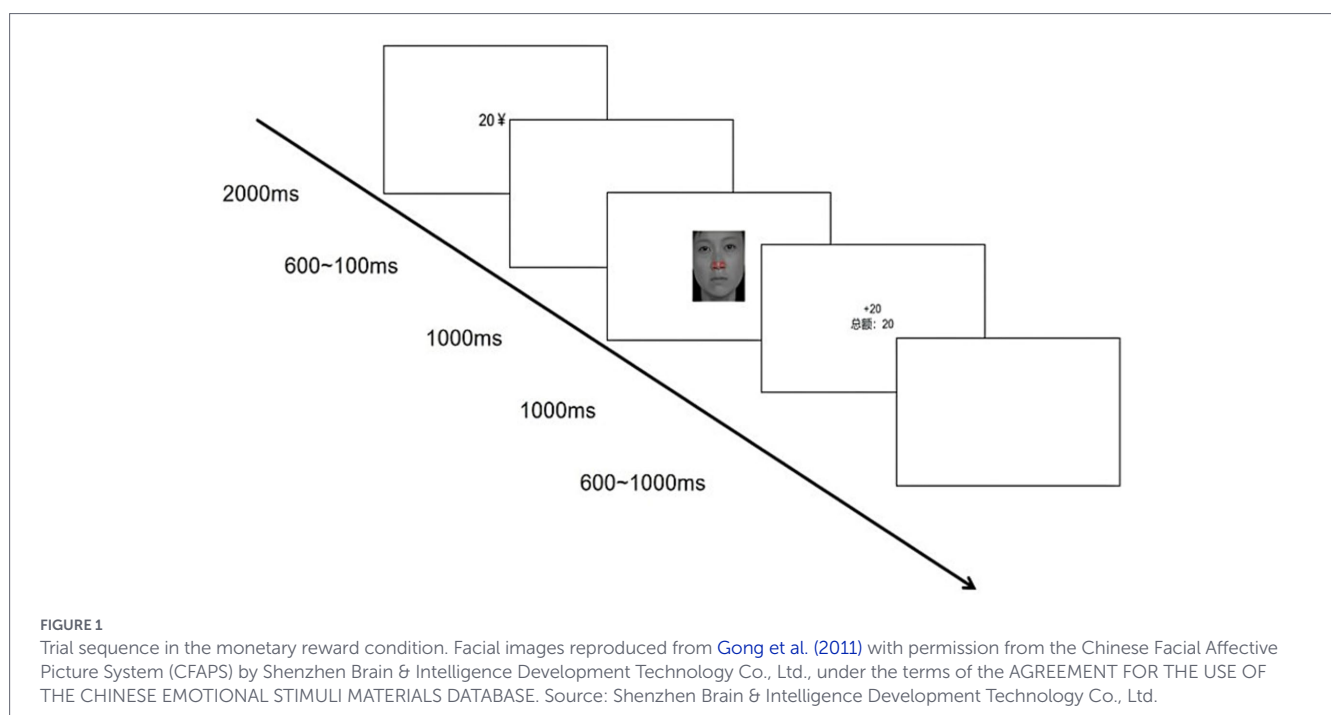 20¥
2000ms
600~100ms
1000ms
+20
总额: 20
1000ms
600~1000ms
FIGURE 1
Trial sequence in the monetary reward condition. Facial images reproduced from Gong et al. (2011) with permission from the Chinese Facial Affective
Picture System (CFAPS) by Shenzhen Brain & Intelligence Development Technology Co., Ltd., under the terms of the AGREEMENT FOR THE USE OF
THE CHINESE EMOTIONAL STIMULI MATERIALS DATABASE. Source: Shenzhen Brain & Intelligence Development Technology Co., Ltd.